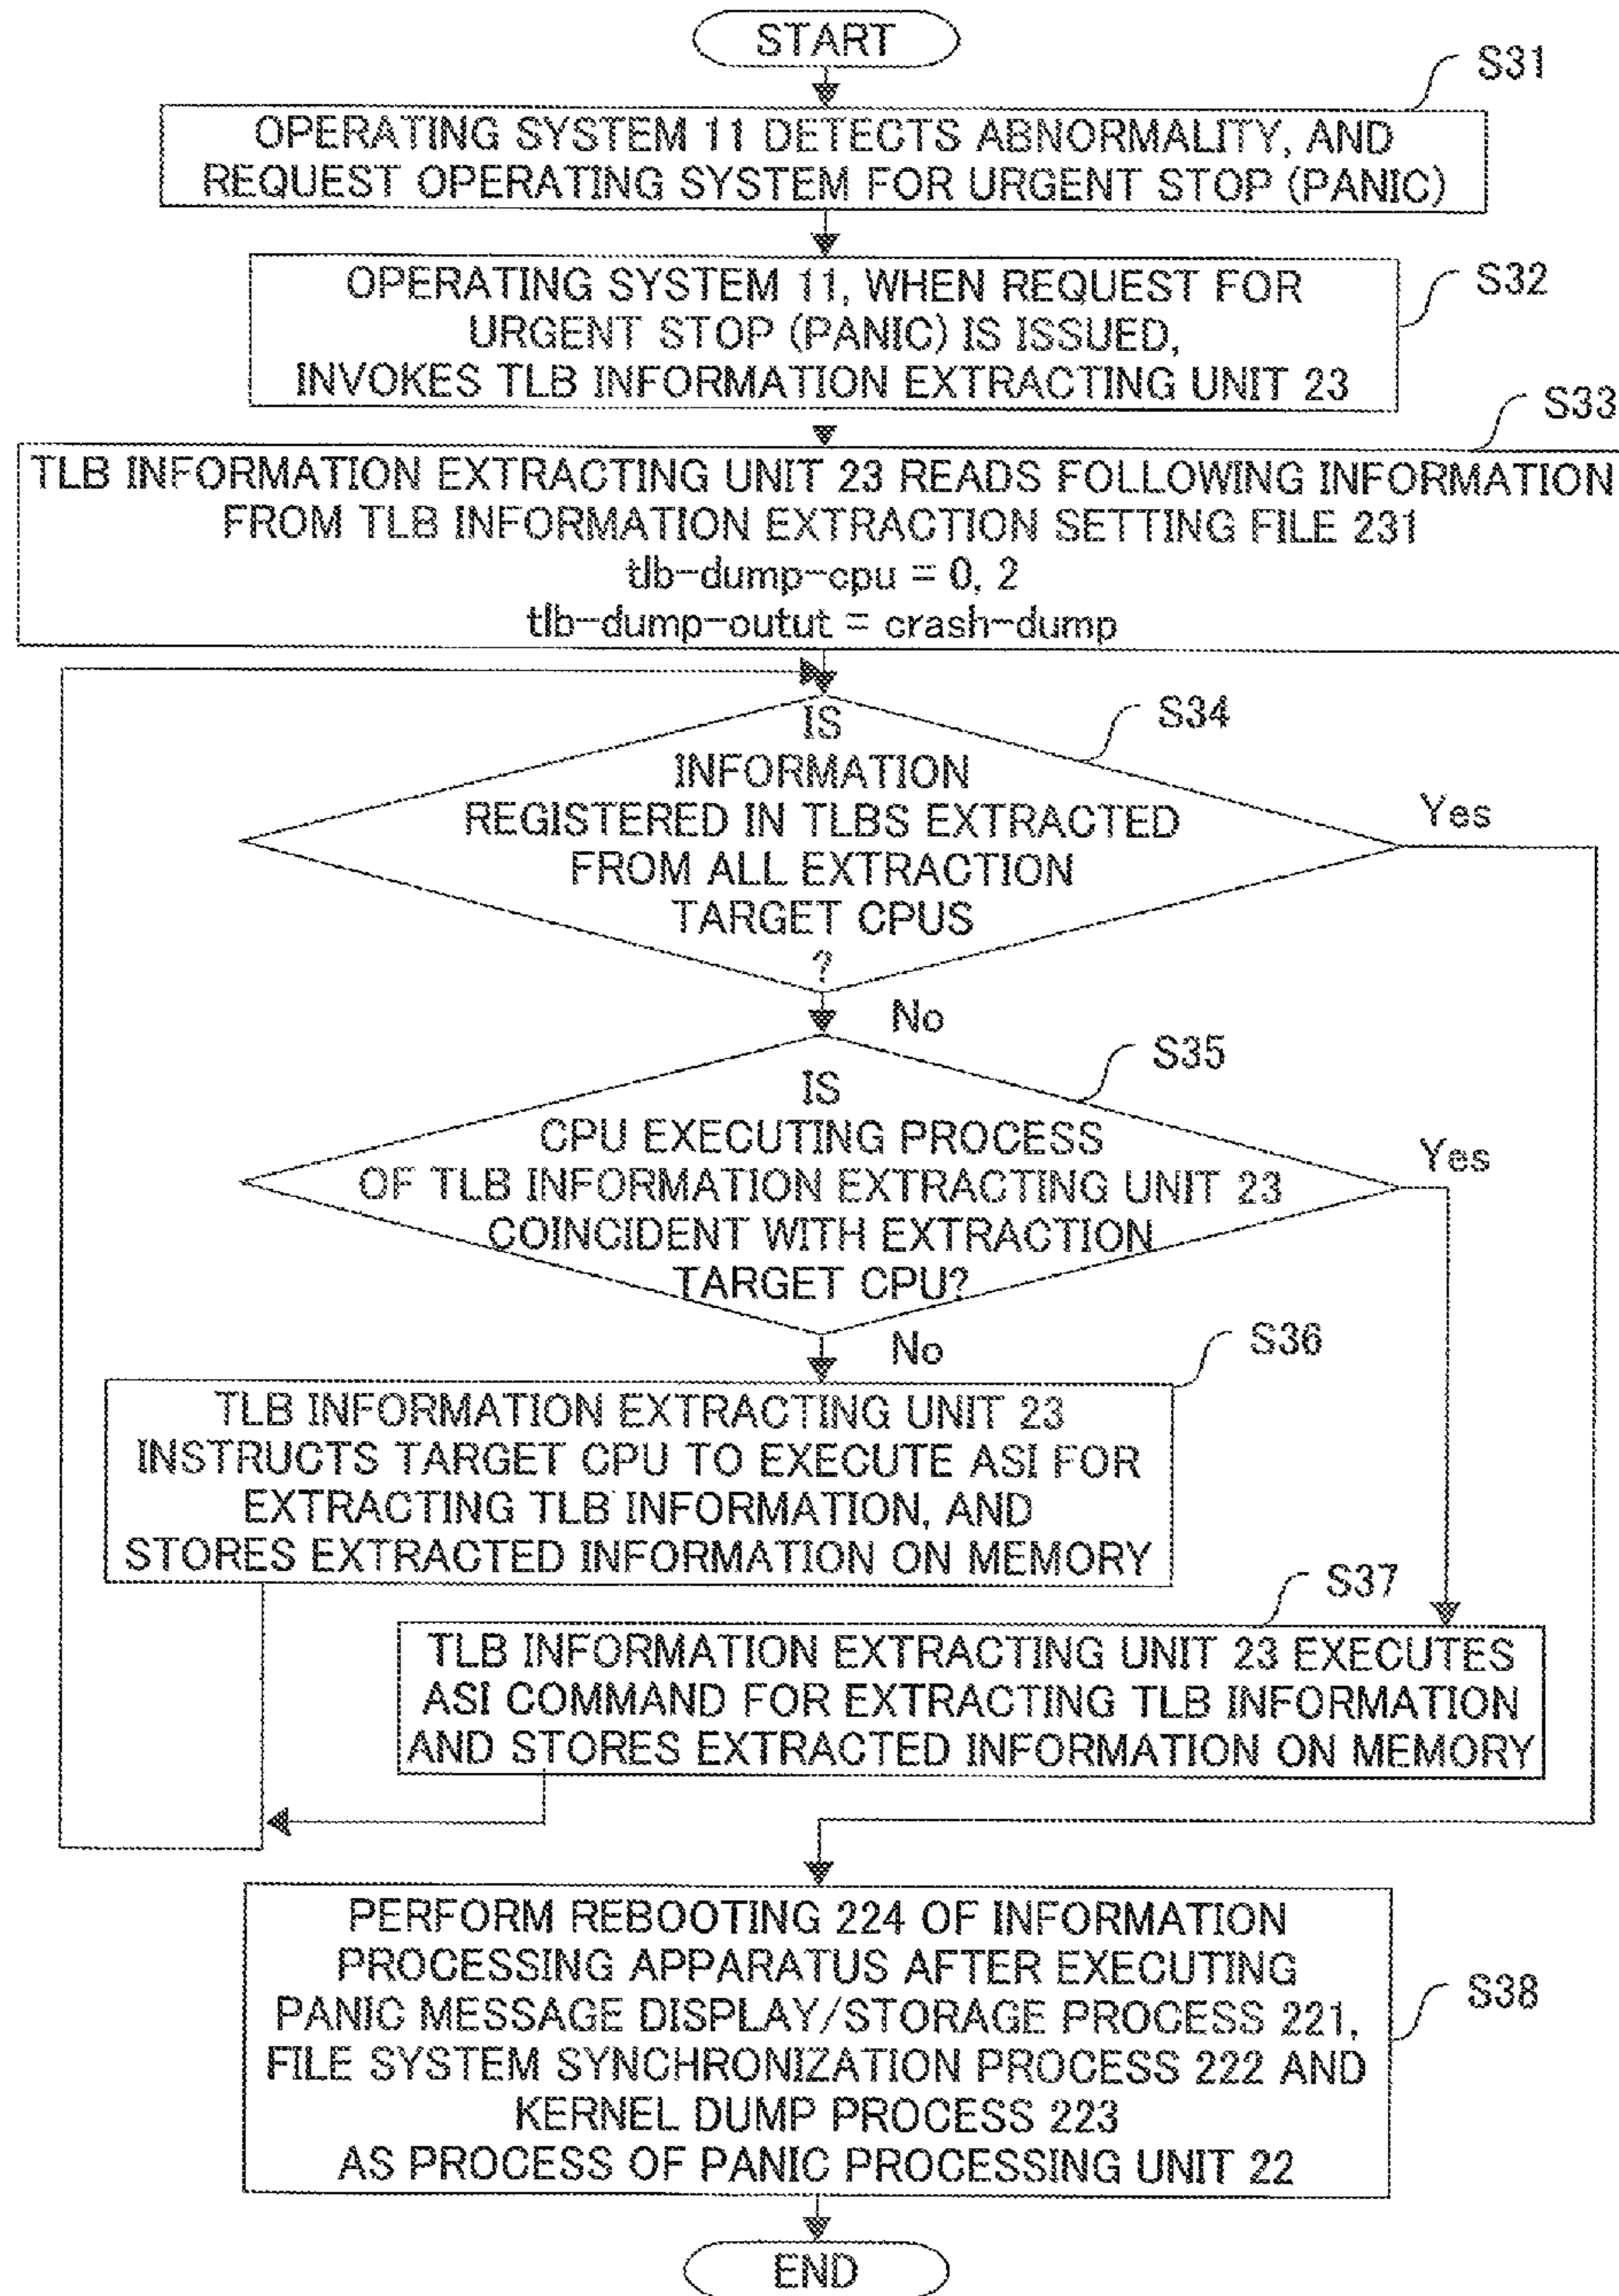 START
S31
OPERATING SYSTEM 11 DETECTS ABNORMALITY, AND
REQUEST OPERATING SYSTEM FOR URGENT STOP (PANIC)
S32
OPERATING SYSTEM 11, WHEN REQUEST FOR
URGENT STOP (PANIC) IS ISSUED,
INVOKES TLB INFORMATION EXTRACTING UNIT 23
S33
TLB INFORMATION EXTRACTING UNIT 23 READS FOLLOWING INFORMATION
FROM TLB INFORMATION EXTRACTION SETTING FILE 231
tlb-dump-cpu = 0, 2
tlb-dump-outut = crash-dump
S34
IS
INFORMATION
REGISTERED IN TLBS EXTRACTED
FROM ALL EXTRACTION
TARGET CPUS
?
Yes
No
S35
IS
CPU EXECUTING PROCESS
OF TLB INFORMATION EXTRACTING UNIT 23
COINCIDENT WITH EXTRACTION
TARGET CPU?
Yes
No
S36
TLB INFORMATION EXTRACTING UNIT 23
INSTRUCTS TARGET CPU TO EXECUTE ASI FOR
EXTRACTING TLB INFORMATION, AND
STORES EXTRACTED INFORMATION ON MEMORY
S37
TLB INFORMATION EXTRACTING UNIT 23 EXECUTES
ASI COMMAND FOR EXTRACTING TLB INFORMATION
AND STORES EXTRACTED INFORMATION ON MEMORY
PERFORM REBOOTING 224 OF INFORMATION
PROCESSING APPARATUS AFTER EXECUTING
PANIC MESSAGE DISPLAY/STORAGE PROCESS 221,
FILE SYSTEM SYNCHRONIZATION PROCESS 222 AND
KERNEL DUMP PROCESS 223
AS PROCESS OF PANIC PROCESSING UNIT 22
S38
END